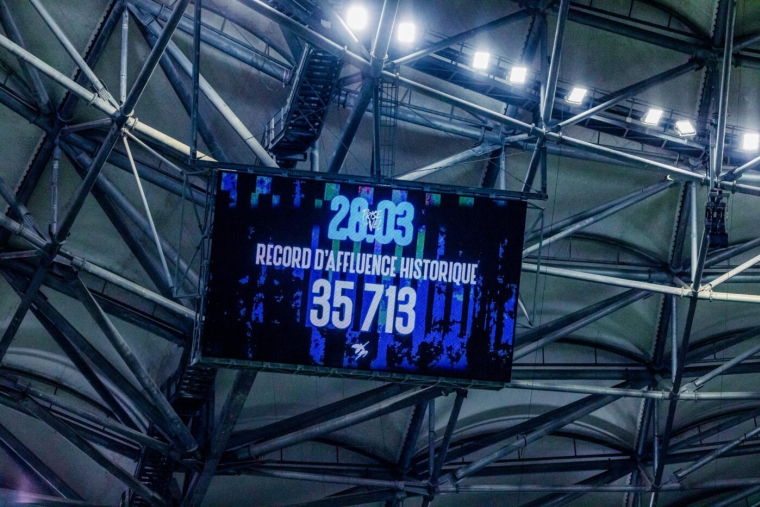 28.03
RECORD D'AFFLUENCE HISTORIQUE
35 713